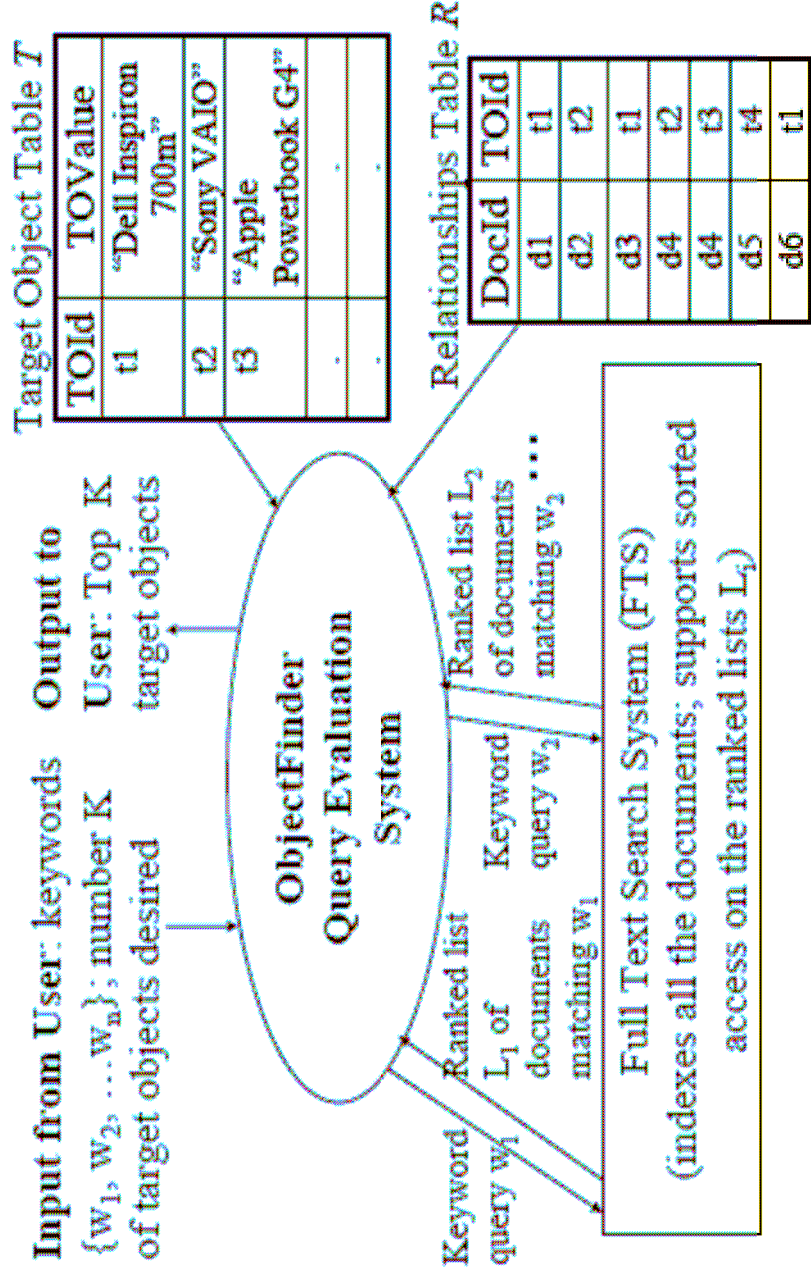 Input from User: keywords
{w1, w2, …wn}; number K
of target objects desired
Output to
User: Top K
target objects
Target Object Table T
TOId TOValue
t1 “Dell Inspiron
700m”
t2 “Sony VAIO”
t3 “Apple
Powerbook G4”
. .
. .
ObjectFinder
Query Evaluation
System
Relationships Table R
DocId TOId
d1 t1
d2 t2
d3 t1
d4 t2
d4 t3
d5 t4
d6 t1
Keyword
query w1
Ranked list
L1 of
documents
matching w1
Keyword
query w2
Ranked list L2
of documents
matching w2
...
Full Text Search System (FTS)
(indexes all the documents; supports sorted
access on the ranked lists Li)